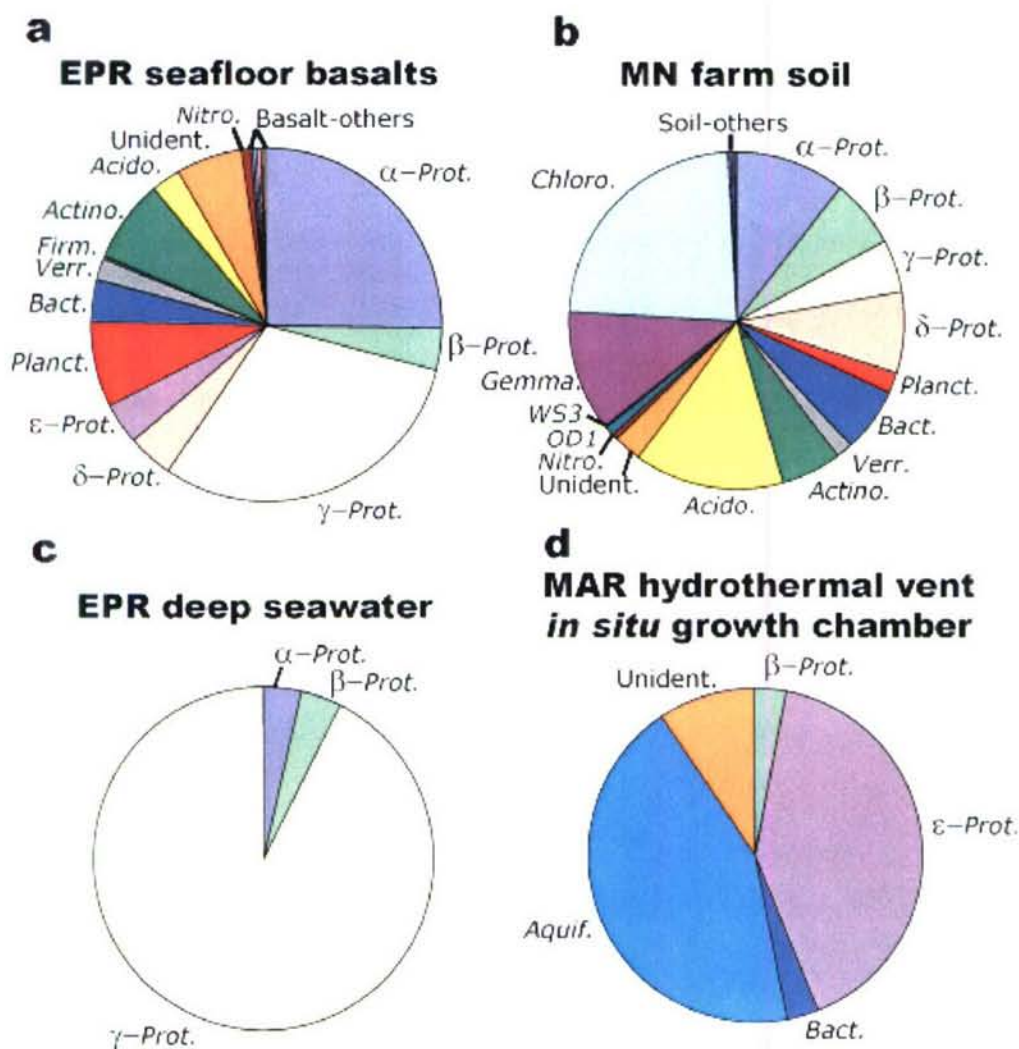 a
EPR seafloor basalts
Nitro.
Basalt-others
Unident.
Acido.
α-Prot.
Actino.
Firm.
Verr.
Bact.
β-Prot.
Planct.
ε-Prot.
δ-Prot.
γ-Prot.
b
MN farm soil
Soil-others
α-Prot.
Chloro.
β-Prot.
γ-Prot.
δ-Prot.
Planct.
Gemma.
Bact.
WS3
OD1
Verr.
Nitro.
Actino.
Unident.
Acido.
c
EPR deep seawater
α-Prot.
β-Prot.
γ-Prot.
d
MAR hydrothermal vent
in situ growth chamber
β-Prot.
Unident.
ε-Prot.
Aquif.
Bact.